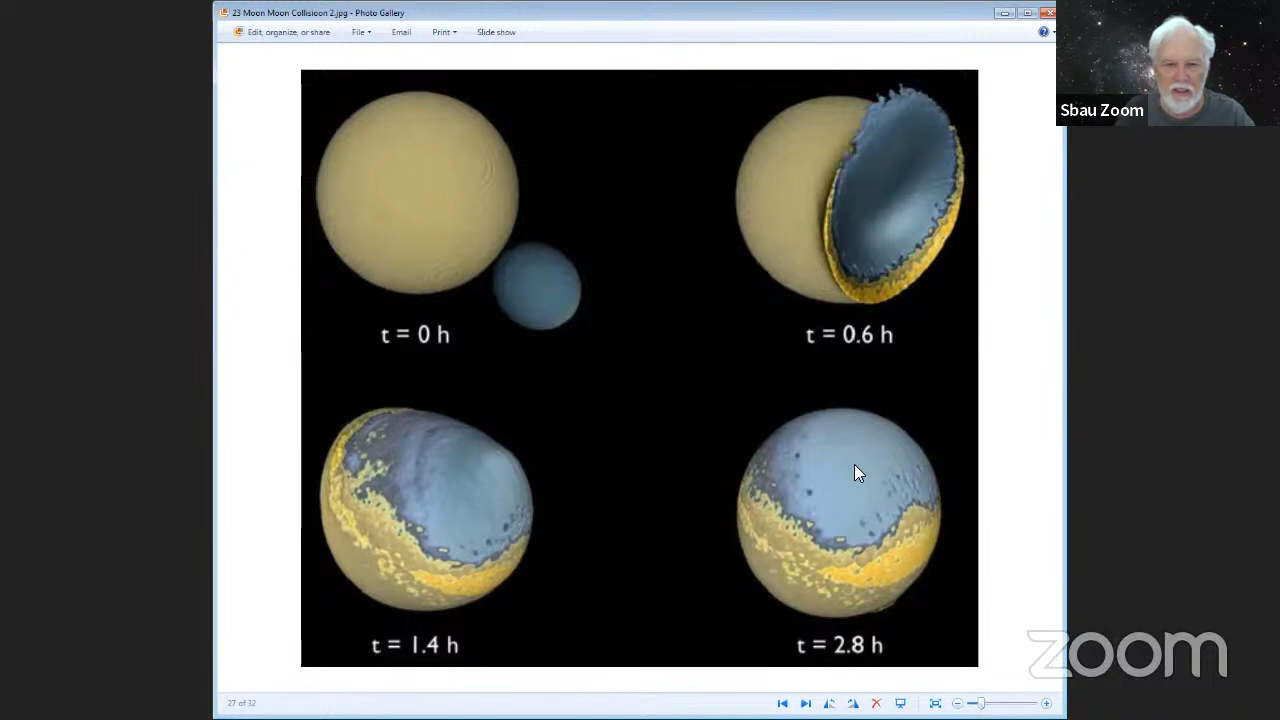 23 Moon Moon Collisioon 2.jpg - Photo Gallery
Edit, organize, or share File Email Print Slide show
Sbau Zoom
t = 0 h
t = 0.6 h
t = 1.4 h
t = 2.8 h
zoom
27 of 32